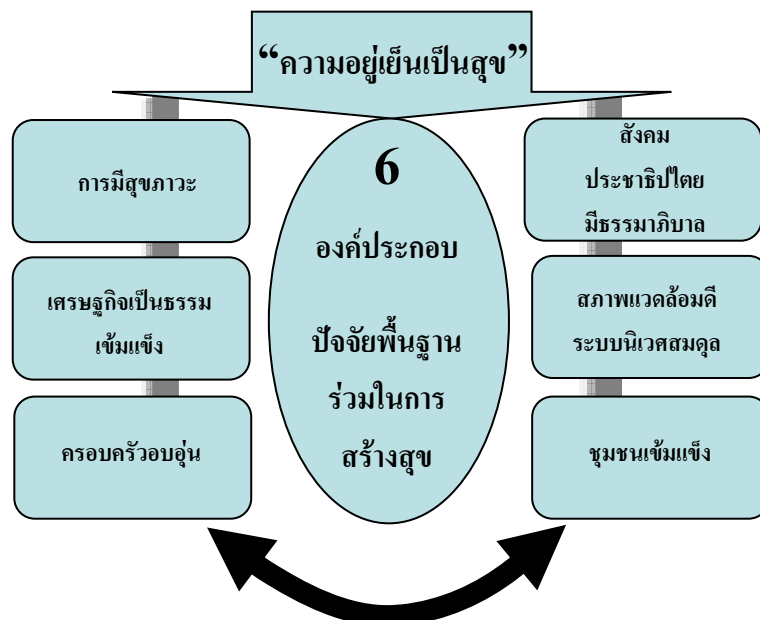 “ความอยู่เย็นเป็นสุข”
การมีสุขภาวะ
เศรษฐกิจเป็นธรรม
เข้มแข็ง
ครอบครัวอบอุ่น
6
องค์ประกอบ
ปัจจัยพื้นฐาน
ร่วมในการ
สร้างสุข
สังคม
ประชาธิปไตย
มีธรรมาภิบาล
สภาพแวดล้อมดี
ระบบนิเวศสมดุล
ชุมชนเข้มแข็ง